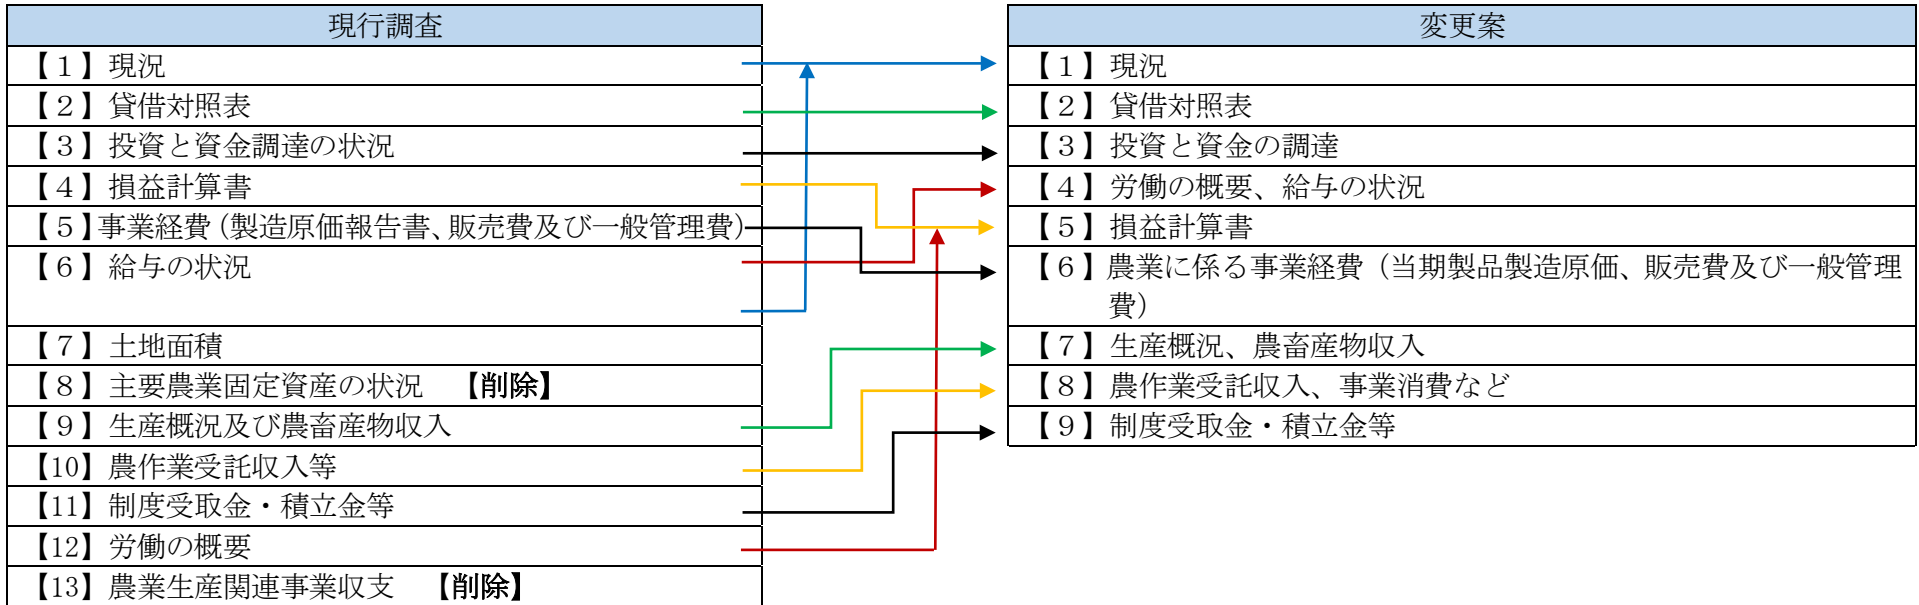 現行調査
【１】現況
【２】貸借対照表
【３】投資と資金調達の状況
【４】損益計算書
【５】事業経費（製造原価報告書、販売費及び一般管理費）
【６】給与の状況
【７】土地面積
【８】主要農業固定資産の状況　【削除】
【９】生産概況及び農畜産物収入
【10】農作業受託収入等
【11】制度受取金・積立金等
【12】労働の概要
【13】農業生産関連事業収支　【削除】
変更案
【１】現況
【２】貸借対照表
【３】投資と資金の調達
【４】労働の概要、給与の状況
【５】損益計算書
【６】農業に係る事業経費（当期製品製造原価、販売費及び一般管理
費）
【７】生産概況、農畜産物収入
【８】農作業受託収入、事業消費など
【９】制度受取金・積立金等